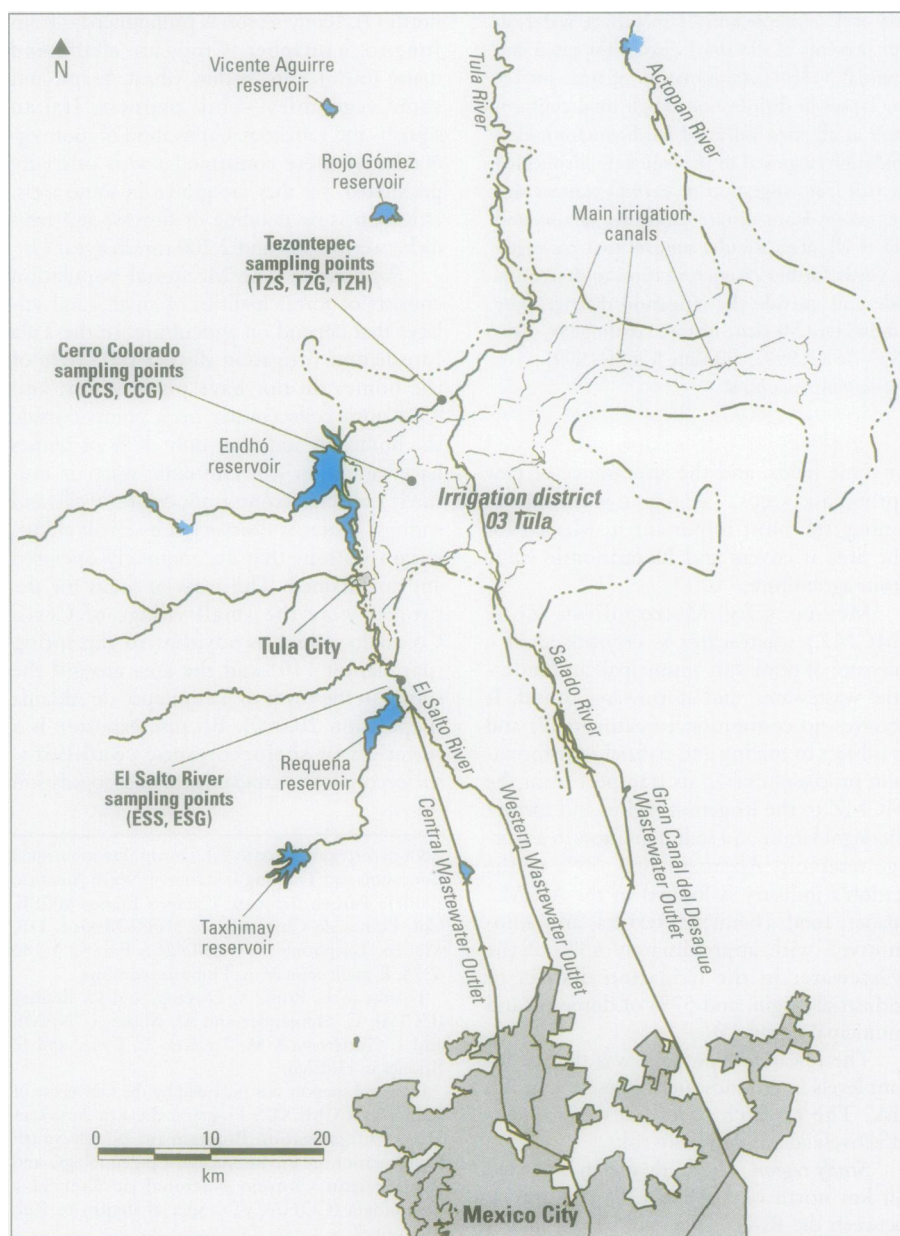 N
Vicente Aguirre
reservoir
Tula River
Actopan River
Rojo Gómez
reservoir
Main irrigation
canals
Tezontepec
sampling points
(TZS, TZG, TZH)
Cerro Colorado
sampling points
(CCS, CCG)
Endhó
reservoir
Irrigation district
03 Tula
Tula City
El Salto River
Salado River
Requena
reservoir
El Salto River
sampling points
(ESS, ESG)
Central Wastewater Outlet
Western Wastewater Outlet
Gran Canal del Desague
Wastewater Outlet
Taxhimay
reservoir
0 10 20
km
Mexico City